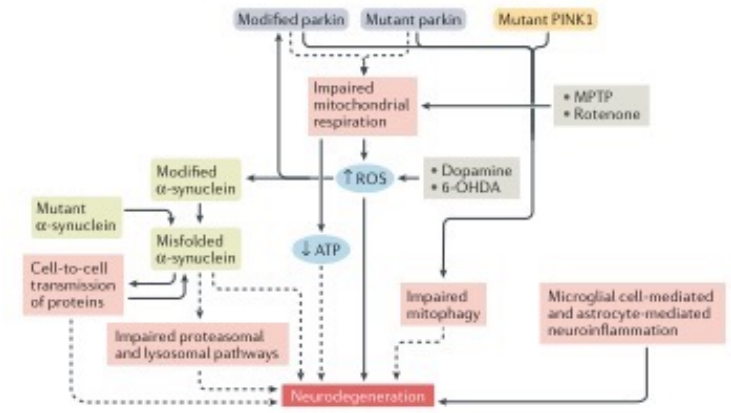 Modified parkin
Mutant parkin
Mutant PINK1
Impaired
mitochondrial
respiration
• MPTP
• Rotenone
Modified
α-synuclein
↑ROS
• Dopamine
• 6-OHDA
Mutant
α-synuclein
Misfolded
α-synuclein
↓ATP
Cell-to-cell
transmission
of proteins
Impaired
mitophagy
Microglial cell-mediated
and astrocyte-mediated
neuroinflammation
Impaired proteasomal
and lysosomal pathways
Neurodegeneration